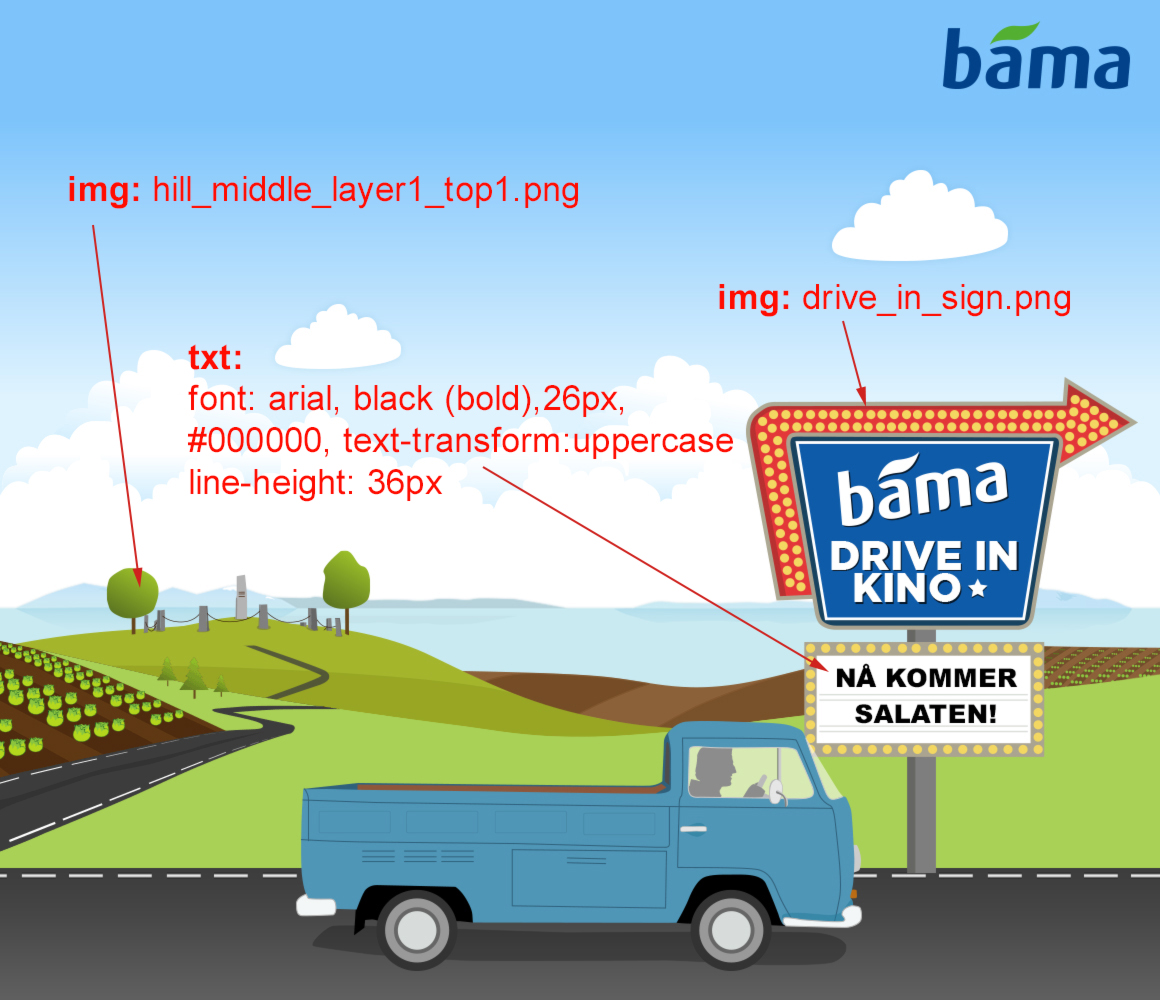 bama
img: hill_middle_layer1_top1.png
img: drive_in_sign.png
txt:
font: arial, black (bold),26px,
#000000, text-transform:uppercase
line-height: 36px
bama
DRIVE IN
KINO
NÅ KOMMER
SALATEN!